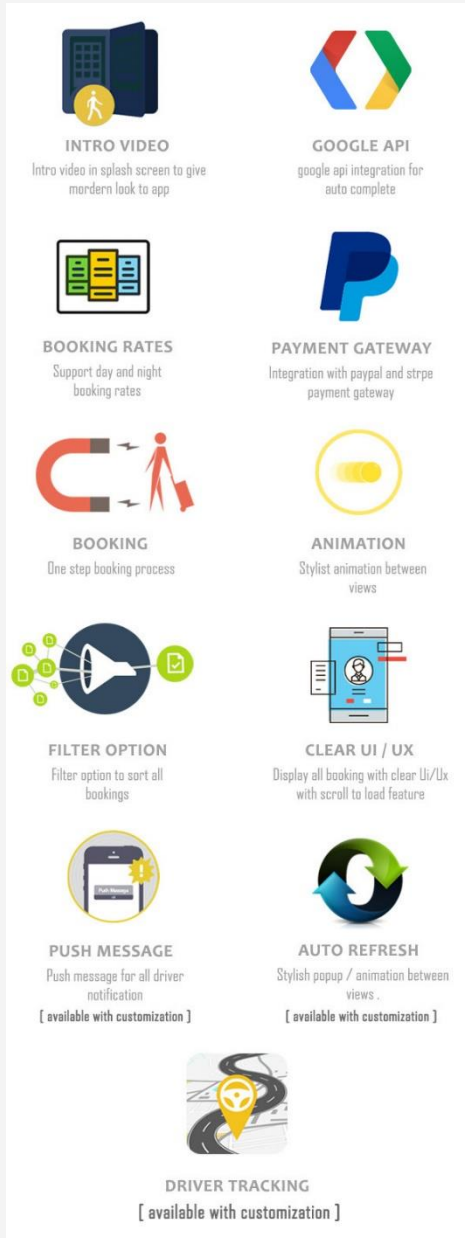 INTRO VIDEO
Intro video in splash screen to give
mordern look to app
GOOGLE API
google api integration for
auto complete
BOOKING RATES
Support day and night
booking rates
PAYMENT GATEWAY
Integration with paypal and strpe
payment gateway
BOOKING
One step booking process
ANIMATION
Stylist animation between
views
FILTER OPTION
Filter option to sort all
bookings
CLEAR UI / UX
Display all booking with clear Ui/Ux
with scroll to load feature
Push Message
PUSH MESSAGE
Push message for all driver
notification
[ available with customization ]
AUTO REFRESH
Stylish popup / animation between
views .
[ available with customization ]
DRIVER TRACKING
[ available with customization ]